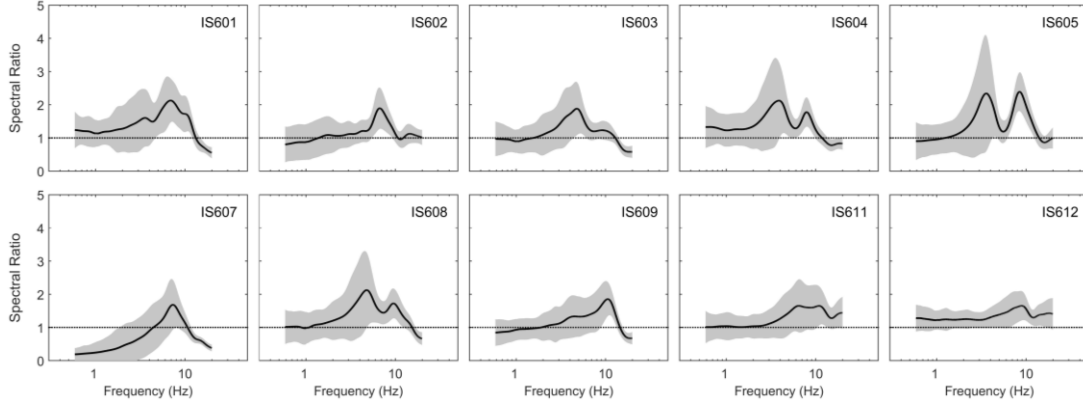 5 4 3 2 1 0
Spectral Ratio
IS601
IS602
IS603
IS604
IS605
5 4 3 2 1 0
Spectral Ratio
IS607
IS608
IS609
IS611
IS612
1 10
1 10
1 10
1 10
1 10
Frequency (Hz)
Frequency (Hz)
Frequency (Hz)
Frequency (Hz)
Frequency (Hz)